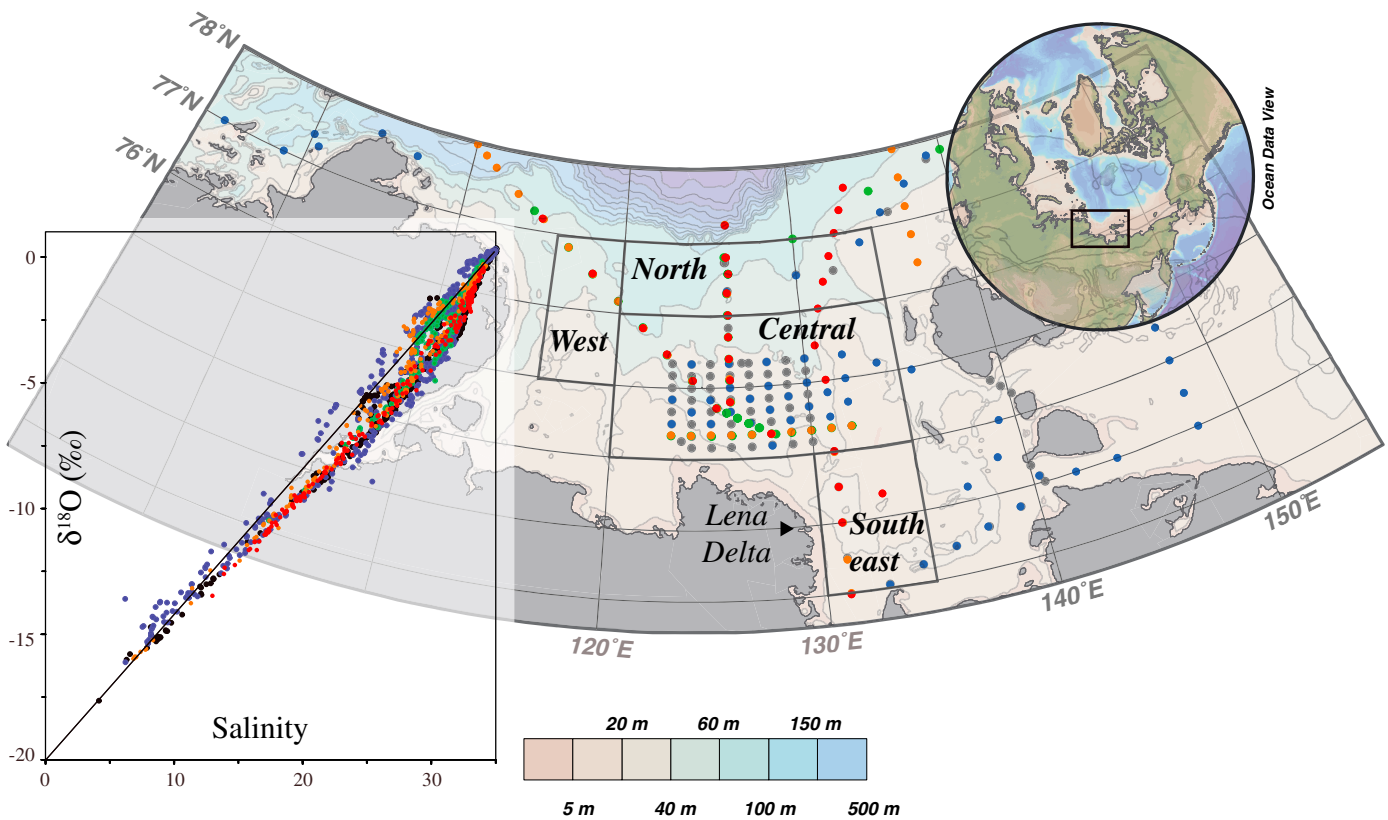 78˚N
77˚N
76˚N
Ocean Data View
North
West
Central
South
east
Lena
Delta
120˚E
130˚E
140˚E
150˚E
0
-5
-10
-15
-20
δ18O (‰)
Salinity
0
10
20
30
20 m
60 m
150 m
5 m
40 m
100 m
500 m